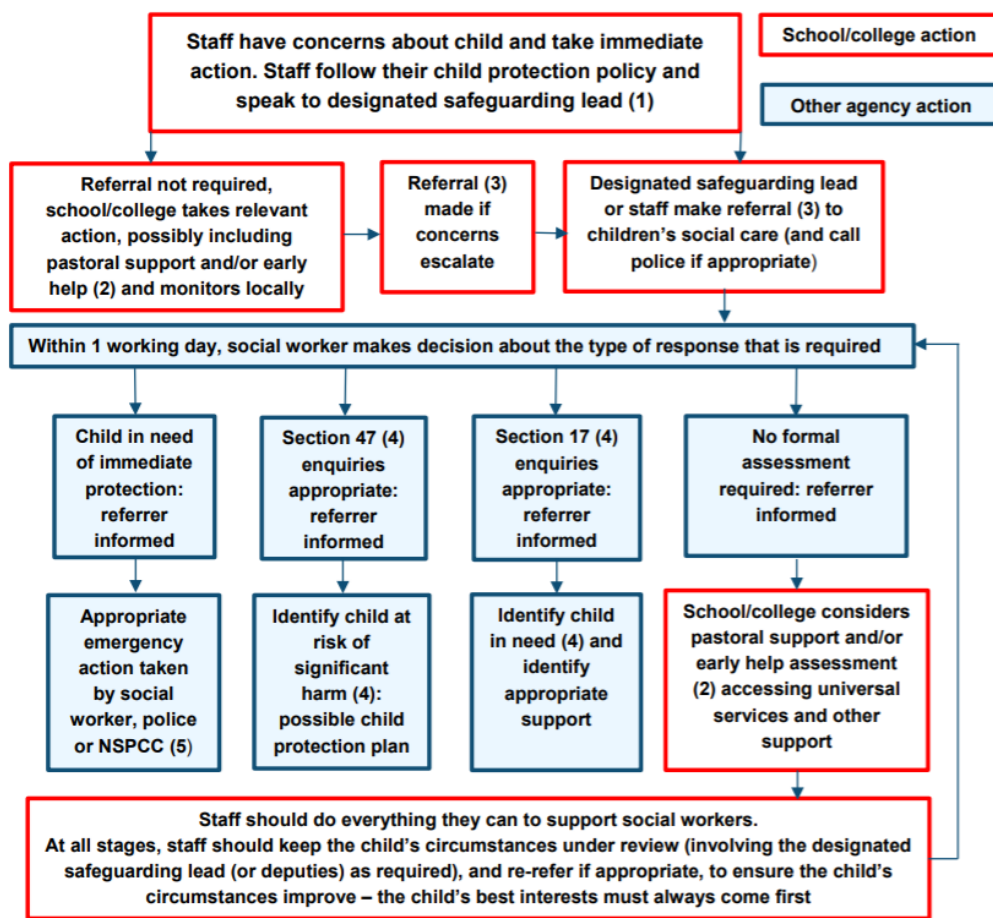 Staff have concerns about child and take immediate
action. Staff follow their child protection policy and
speak to designated safeguarding lead (1)
School/college action
Other agency action
Referral not required,
school/college takes relevant
action, possibly including
pastoral support and/or early
help (2) and monitors locally
Referral (3)
made if
concerns
escalate
Designated safeguarding lead
or staff make referral (3) to
children’s social care (and call
police if appropriate)
Within 1 working day, social worker makes decision about the type of response that is required
Child in need
of immediate
protection:
referrer
informed
Section 47 (4)
enquiries
appropriate:
referrer
informed
Section 17 (4)
enquiries
appropriate:
referrer
informed
No formal
assessment
required: referrer
informed
Appropriate
emergency
action taken
by social
worker, police
or NSPCC (5)
Identify child at
risk of
significant
harm (4):
possible child
protection plan
Identify child
in need (4) and
identify
appropriate
support
School/college considers
pastoral support and/or
early help assessment
(2) accessing universal
services and other
support
Staff should do everything they can to support social workers.
At all stages, staff should keep the child’s circumstances under review (involving the designated
safeguarding lead (or deputies) as required), and re-refer if appropriate, to ensure the child’s
circumstances improve – the child’s best interests must always come first